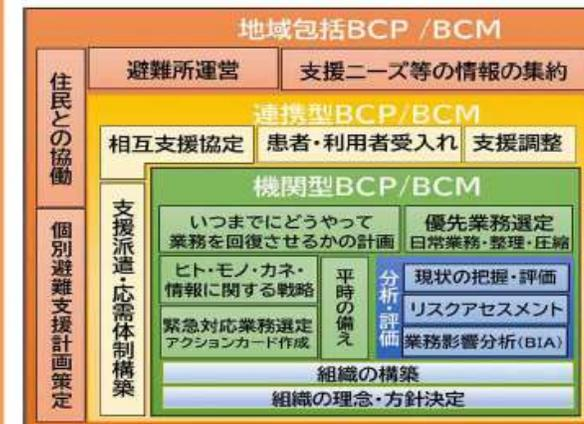 地域包括BCP /BCM
住民との協働
個別避難支援計画策定
避難所運営
支援ニーズ等の情報の集約
連携型BCP/BCM
相互支援協定
患者・利用者受入れ
支援調整
支援派遣・応需体制構築
機関型BCP/BCM
いつまでにどうやって
業務を回復させるかの計画
優先業務選定
日常業務・整理・圧縮
ヒト・モノ・カネ・
情報に関する戦略
緊急対応業務選定
アクションカード作成
平時の備え
分析・評価
現状の把握・評価
リスクアセスメント
業務影響分析(BIA)
組織の構築
組織の理念・方針決定